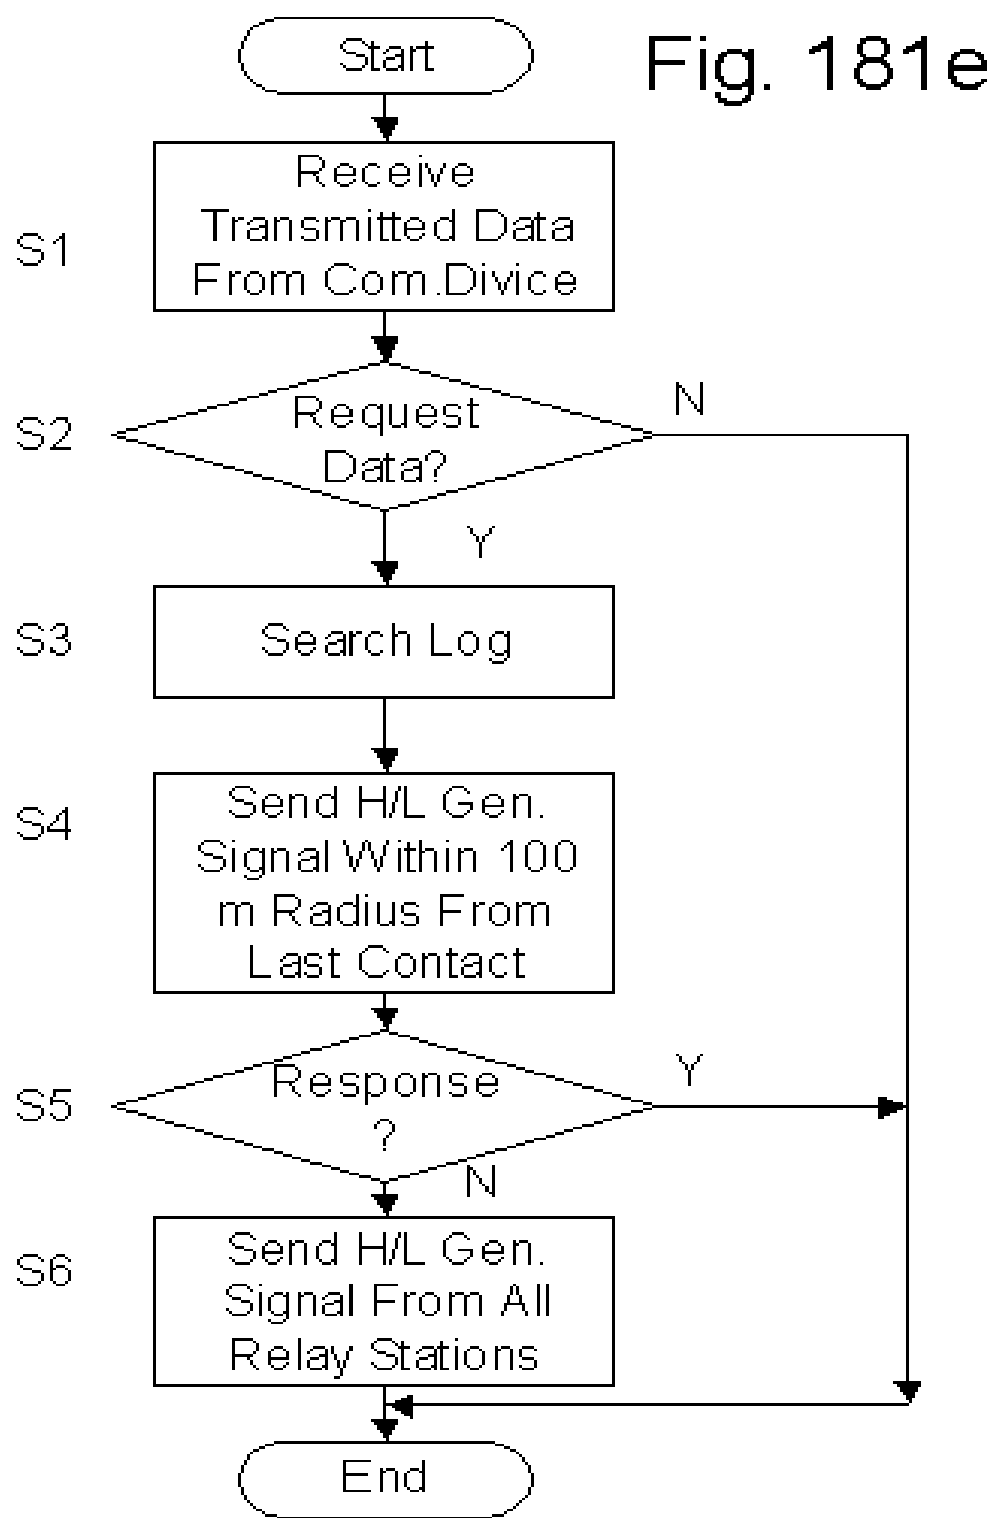 Start
Fig. 181e
Receive
Transmitted Data
From Com.Divice
S1
Request
Data?
S2
N
Y
Search Log
S3
Send H/L Gen.
Signal Within 100
m Radius From
Last Contact
S4
Response
?
S5
Y
N
Send H/L Gen.
Signal From All
Relay Stations
S6
End